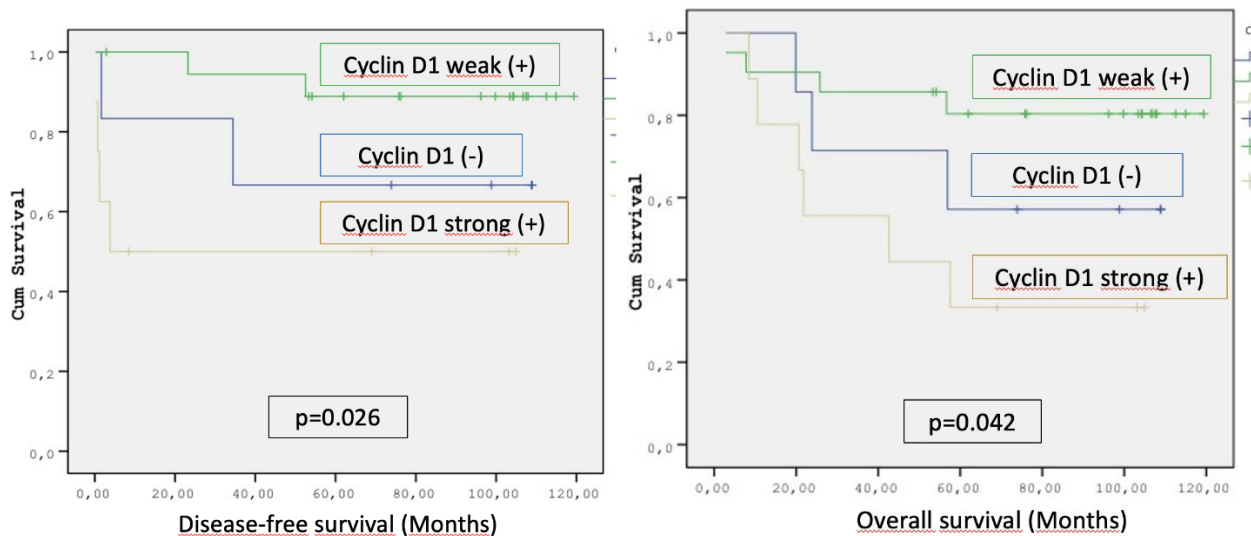 1,0
0,8
0,6
0,4
0,2
0,0
Cum Survival
Cyclin D1 weak (+)
Cyclin D1 (-)
Cyclin D1 strong (+)
p=0.026
0,00 20,00 40,00 60,00 80,00 100,00 120,00
Disease-free survival (Months)
1,0
0,8
0,6
0,4
0,2
0,0
Cum Survival
Cyclin D1 weak (+)
Cyclin D1 (-)
Cyclin D1 strong (+)
p=0.042
0,00 20,00 40,00 60,00 80,00 100,00 120,00
Overall survival (Months)